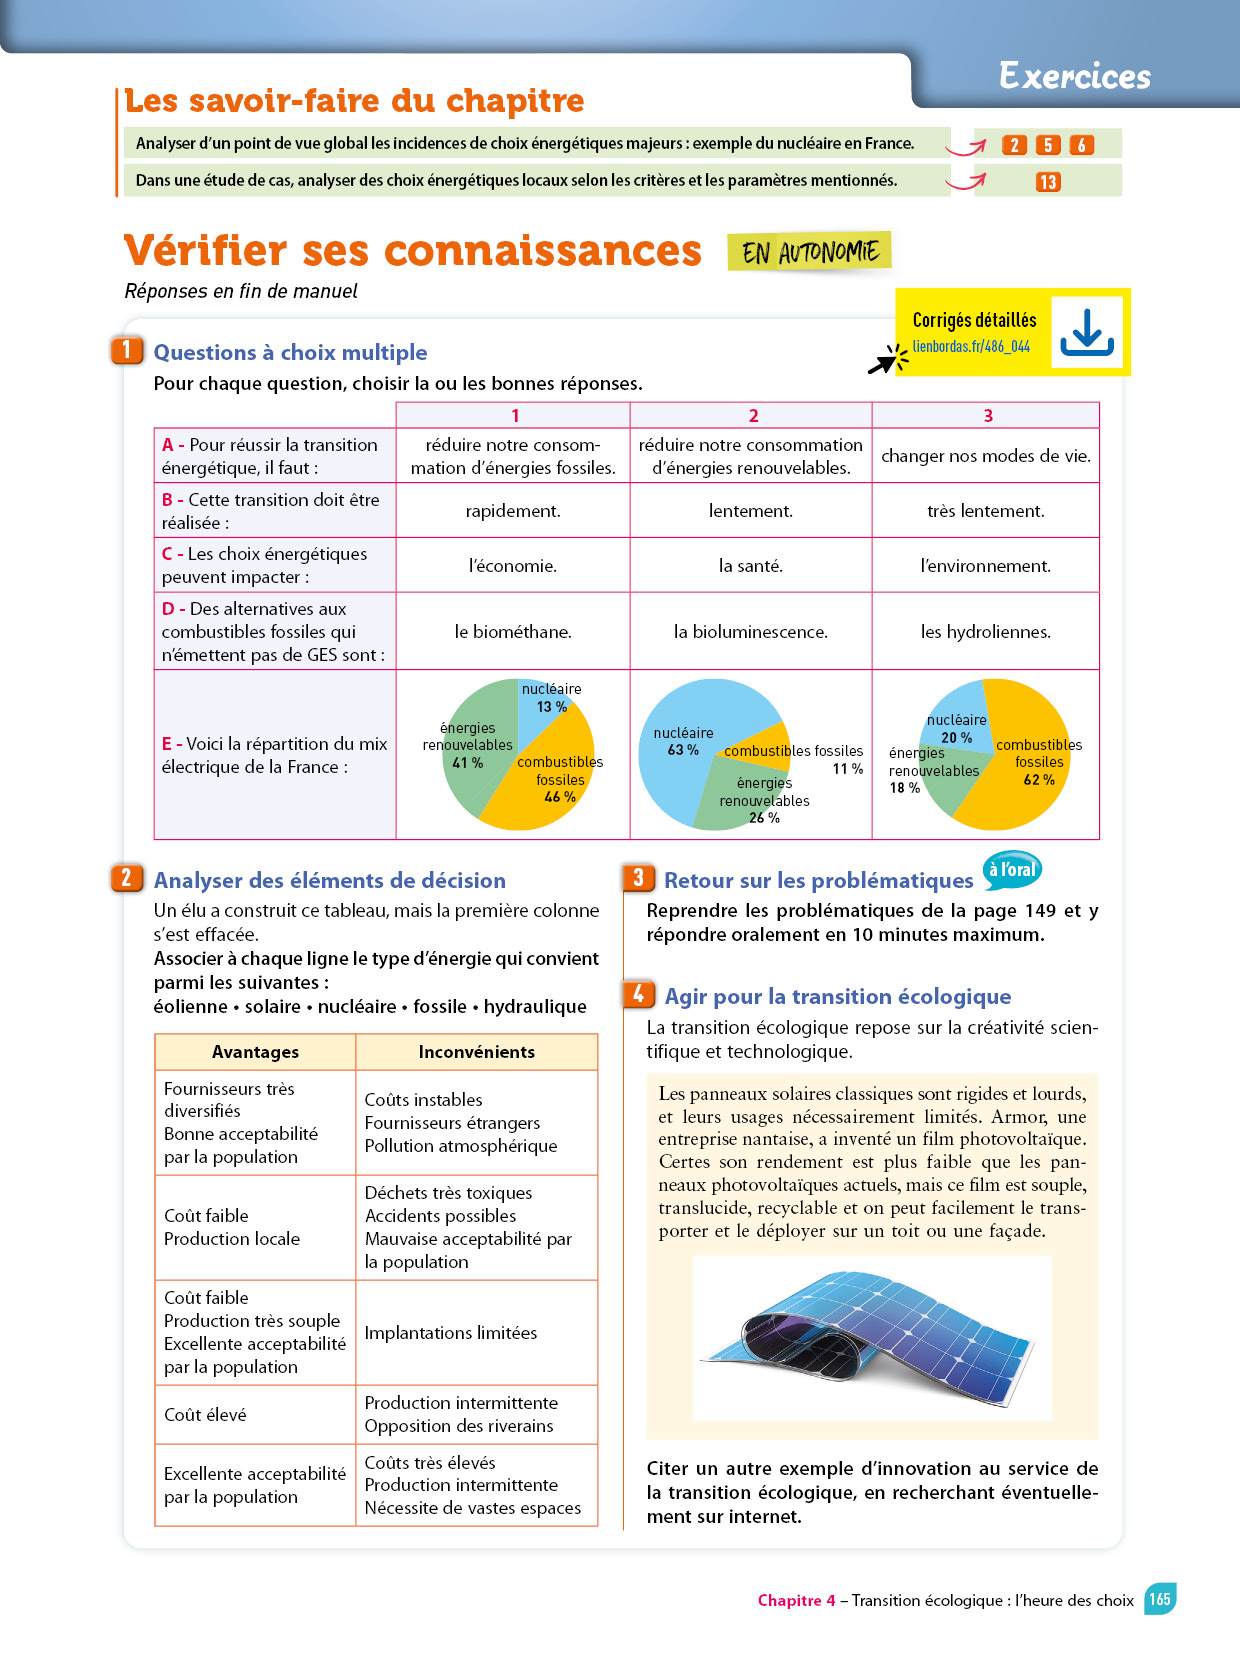 Exercices
Les savoir-faire du chapitre
Analyser d'un point de vue global les incidences de choix énergétiques majeurs : exemple du nucléaire en France.
2 5 6
Dans une étude de cas, analyser des choix énergétiques locaux selon les critères et les paramètres mentionnés.
13
Vérifier ses connaissances
EN AUTONOMIE
Réponses en fin de manuel
Corrigés détaillés
lienbordas.fr/486_044
1 Questions à choix multiple
Pour chaque question, choisir la ou les bonnes réponses.
1 2 3
A - Pour réussir la transition
énergétique, il faut :
réduire notre consom-
mation d'énergies fossiles.
réduire notre consommation
d'énergies renouvelables.
changer nos modes de vie.
B - Cette transition doit être
réalisée :
rapidement.
lentement.
très lentement.
C - Les choix énergétiques
peuvent impacter :
l'économie.
la santé.
l'environnement.
D - Des alternatives aux
combustibles fossiles qui
n'émettent pas de GES sont :
le biométhane.
la bioluminescence.
les hydroliennes.
E - Voici la répartition du mix
électrique de la France :
nucléaire
13 %
énergies
renouvelables
41 %
combustibles
fossiles
46 %
nucléaire
63 %
combustibles fossiles
11 %
énergies
renouvelables
26 %
nucléaire
20 %
énergies
renouvelables
18 %
combustibles
fossiles
62 %
2 Analyser des éléments de décision
Un élu a construit ce tableau, mais la première colonne
s'est effacée.
Associer à chaque ligne le type d'énergie qui convient
parmi les suivantes :
éolienne • solaire • nucléaire • fossile • hydraulique
Avantages
Inconvénients
Fournisseurs très
diversifiés
Bonne acceptabilité
par la population
Coûts instables
Fournisseurs étrangers
Pollution atmosphérique
Coût faible
Production locale
Déchets très toxiques
Accidents possibles
Mauvaise acceptabilité par
la population
Coût faible
Production très souple
Excellente acceptabilité
par la population
Implantations limitées
Coût élevé
Production intermittente
Opposition des riverains
Excellente acceptabilité
par la population
Coûts très élevés
Production intermittente
Nécessite de vastes espaces
3 Retour sur les problématiques
à l'oral
Reprendre les problématiques de la page 149 et y
répondre oralement en 10 minutes maximum.
4 Agir pour la transition écologique
La transition écologique repose sur la créativité scien-
tifique et technologique.
Les panneaux solaires classiques sont rigides et lourds,
et leurs usages nécessairement limités. Armor, une
entreprise nantaise, a inventé un film photovoltaïque.
Certes son rendement est plus faible que les pan-
neaux photovoltaïques actuels, mais ce film est souple,
translucide, recyclable et on peut facilement le trans-
porter et le déployer sur un toit ou une façade.
Citer un autre exemple d'innovation au service de
la transition écologique, en recherchant éventuelle-
ment sur internet.
Chapitre 4 – Transition écologique : l'heure des choix 165